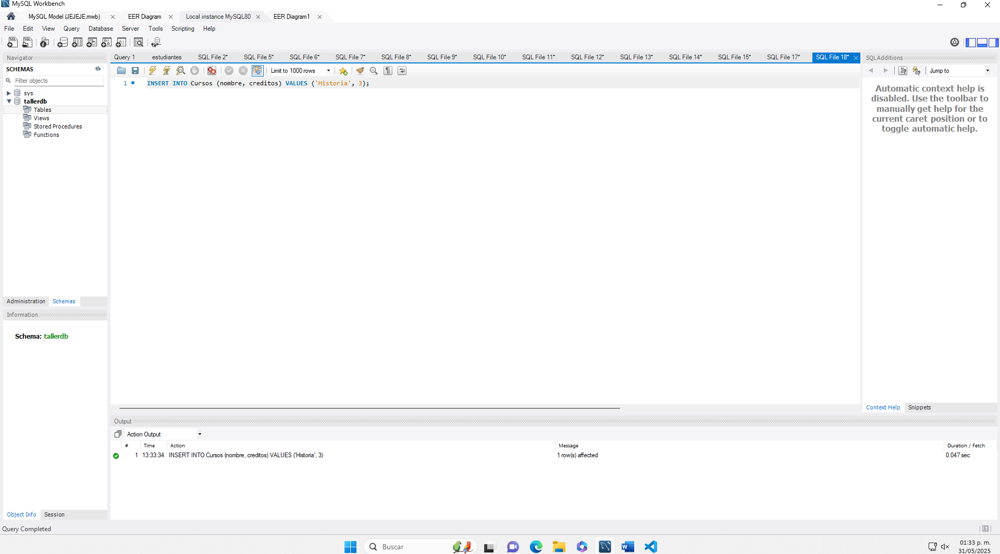 MySQL Workbench
MySQL Model (JEJEJE.mwb)
EER Diagram
Local instance MySQL80
EER Diagram1
File Edit View Query Database Server Tools Scripting Help
Navigator
Query 1 estudiantes SQL File 2* SQL File 5* SQL File 6* SQL File 7* SQL File 8* SQL File 9* SQL File 10* SQL File 11* SQL File 12* SQL File 13* SQL File 14* SQL File 15* SQL File 17* SQL File 18*
SQLAdditions
SCHEMAS
Filter objects
sys
tallerdb
Tables
Views
Stored Procedures
Functions
Limit to 1000 rows
1 INSERT INTO Cursos (nombre, creditos) VALUES ('Historia', 3);
Jump to
Automatic context help is
disabled. Use the toolbar to
manually get help for the
current caret position or to
toggle automatic help.
Administration Schemas
Information
Schema: tallerdb
Context Help Snippets
Output
Action Output
# Time Action Message Duration / Fetch
1 13:33:34 INSERT INTO Cursos (nombre, creditos) VALUES ('Historia', 3) 1 row(s) affected 0.047 sec
Object Info Session
Query Completed
Buscar
01:33 p. m.
31/05/2025